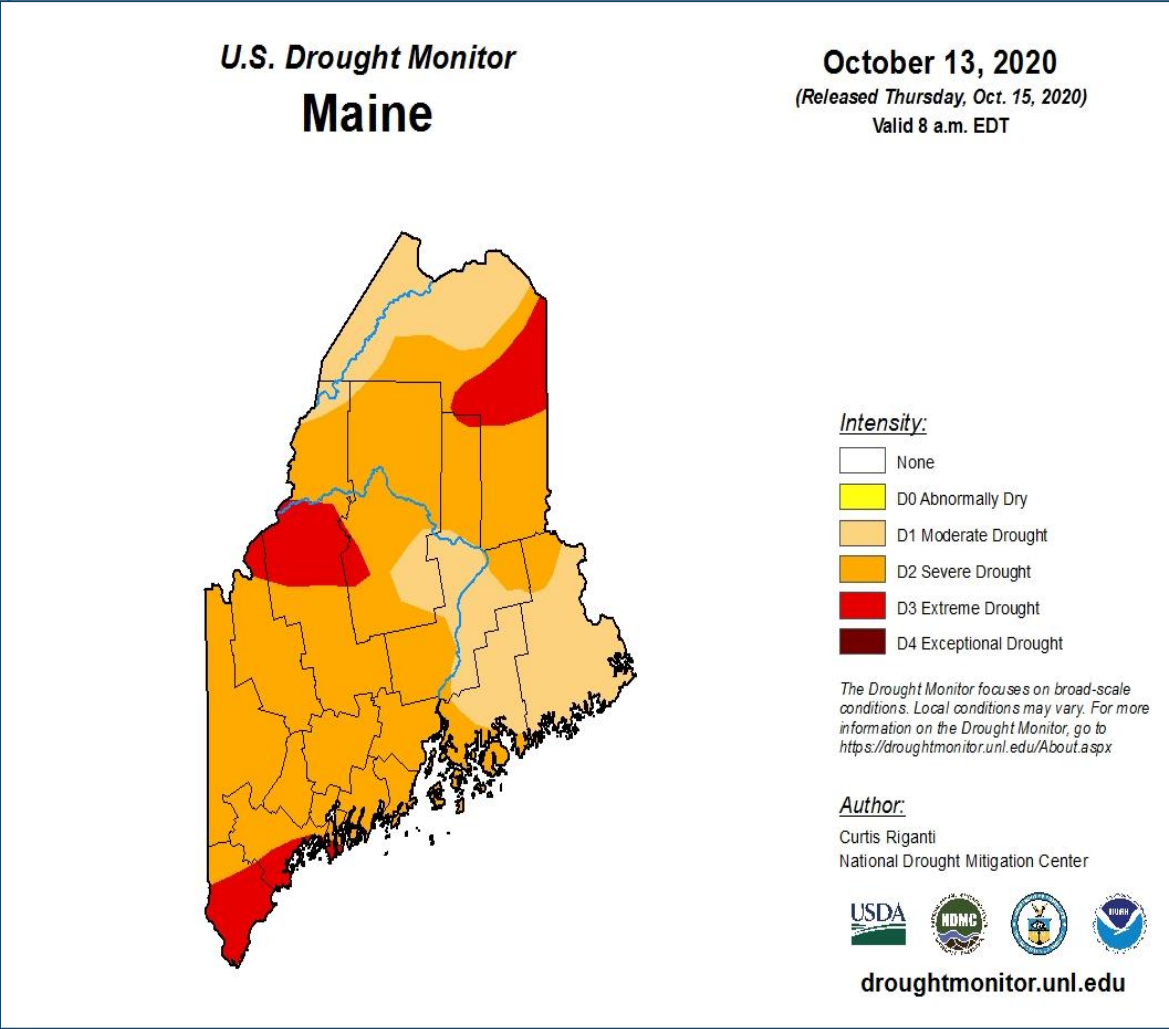 U.S. Drought Monitor
Maine
October 13, 2020
(Released Thursday, Oct. 15, 2020)
Valid 8 a.m. EDT
Intensity:
None
D0 Abnormally Dry
D1 Moderate Drought
D2 Severe Drought
D3 Extreme Drought
D4 Exceptional Drought
The Drought Monitor focuses on broad-scale
conditions. Local conditions may vary. For more
information on the Drought Monitor, go to
https://droughtmonitor.unl.edu/About.aspx
Author:
Curtis Riganti
National Drought Mitigation Center
USDA
NDMC
NOAA
droughtmonitor.unl.edu